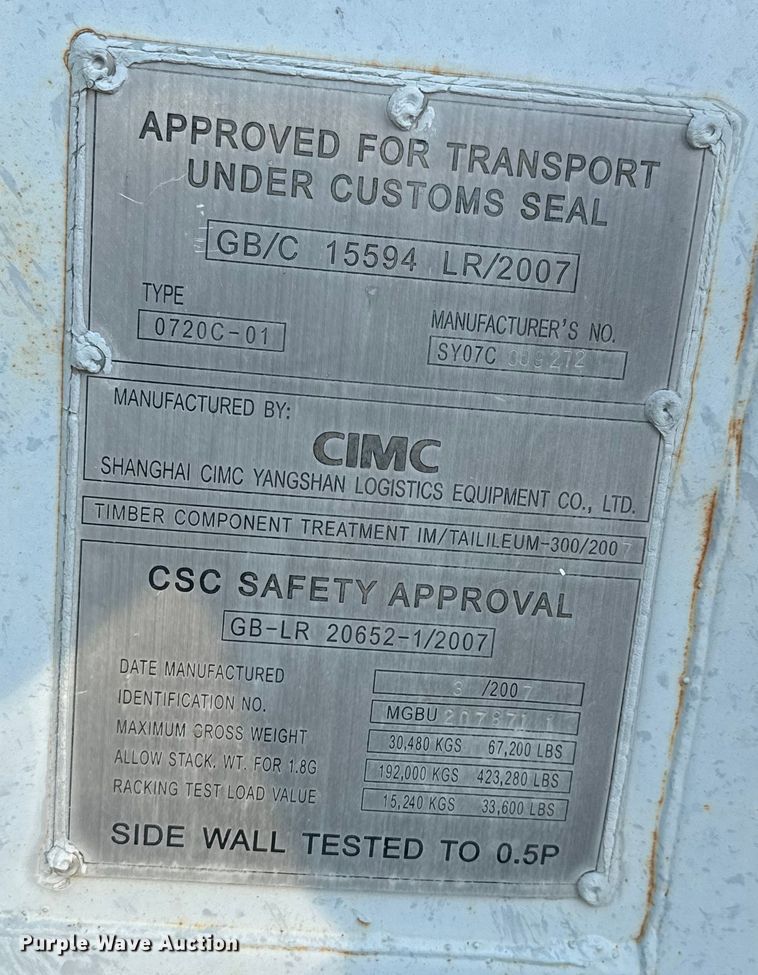 APPROVED FOR TRANSPORT
UNDER CUSTOMS SEAL
GB/C 15594 LR/2007
TYPE
0720C-01
MANUFACTURER'S NO.
SY07C
MANUFACTURED BY:
CIMC
SHANGHAI CIMC YANGSHAN LOGISTICS EQUIPMENT CO., LTD.
TIMBER COMPONENT TREATMENT IM/TAILILEUM-300/2007
CSC SAFETY APPROVAL
GB-LR 20652-1/2007
DATE MANUFACTURED 3 /2007
IDENTIFICATION NO. MGBU
MAXIMUM GROSS WEIGHT 30,480 KGS 67,200 LBS
ALLOW STACK. WT. FOR 1.8G 192,000 KGS 423,280 LBS
RACKING TEST LOAD VALUE 15,240 KGS 33,600 LBS
SIDE WALL TESTED TO 0.5P
Purple Wave Auction